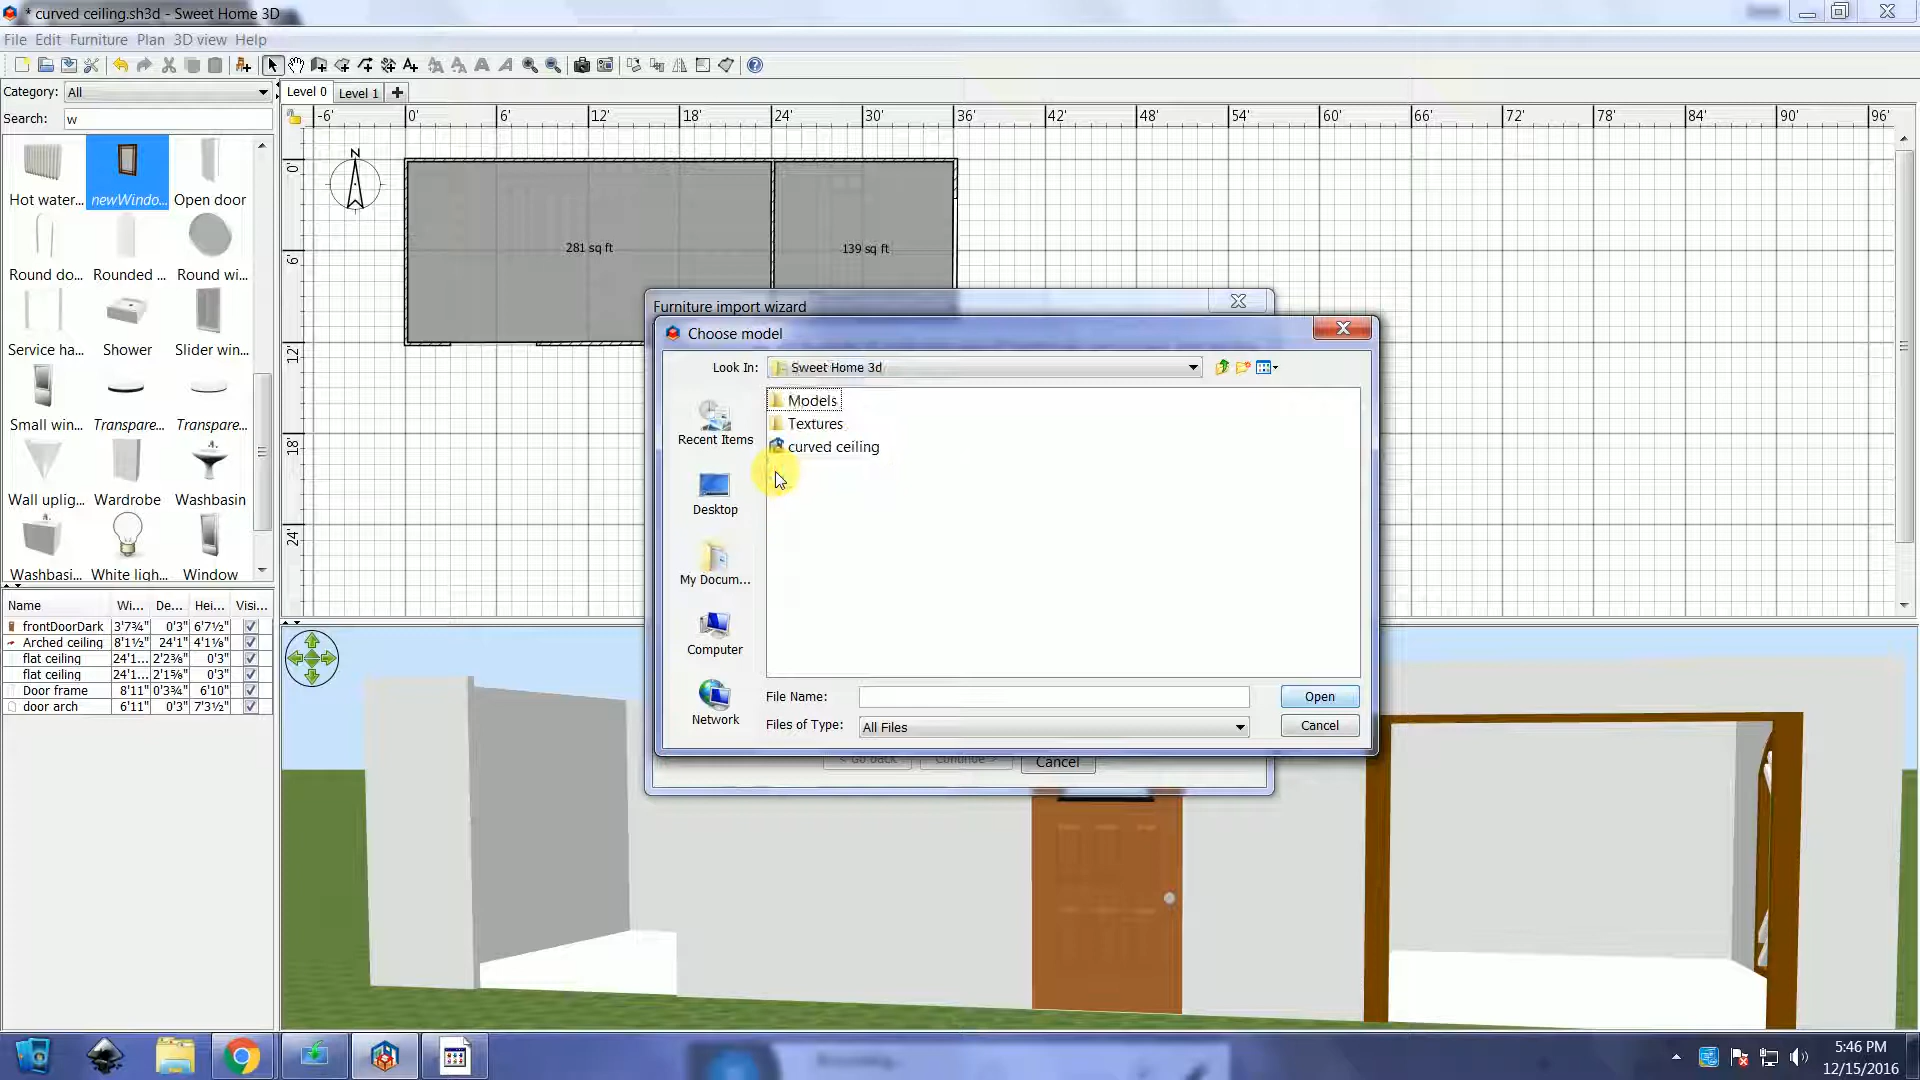 * curved ceiling.sh3d - Sweet Home 3D
File Edit Furniture Plan 3D view Help
Category: All
Search: w
Hot water... newWindo... Open door
Round do... Rounded ... Round wi...
Service ha... Shower Slider win...
Small win... Transpare... Transpare...
Wall uplig... Wardrobe Washbasin
Washbasi... White ligh... Window
Name Wi... De... Hei... Visi...
frontDoorDark 3'7¾" 0'3" 6'7½"
Arched ceiling 8'1½" 24'1" 4'1⅛"
flat ceiling 24'1... 2'2⅜" 0'3"
flat ceiling 24'1... 2'1⅝" 0'3"
Door frame 8'11" 0'3¾" 6'10"
door arch 6'11" 0'3" 7'3½"
Level 0 Level 1
-6' 0' 6' 12' 18' 24' 30' 36' 42' 48' 54' 60' 66' 72' 78' 84' 90' 96'
0'
6'
12'
18'
24'
N
281 sq ft
139 sq ft
Furniture import wizard
Choose model
Look In: Sweet Home 3d
Models
Textures
curved ceiling
Recent Items
Desktop
My Docum...
Computer
Network
File Name:
Open
Files of Type: All Files
Cancel
< Go back Continue > Cancel
5:46 PM
12/15/2016